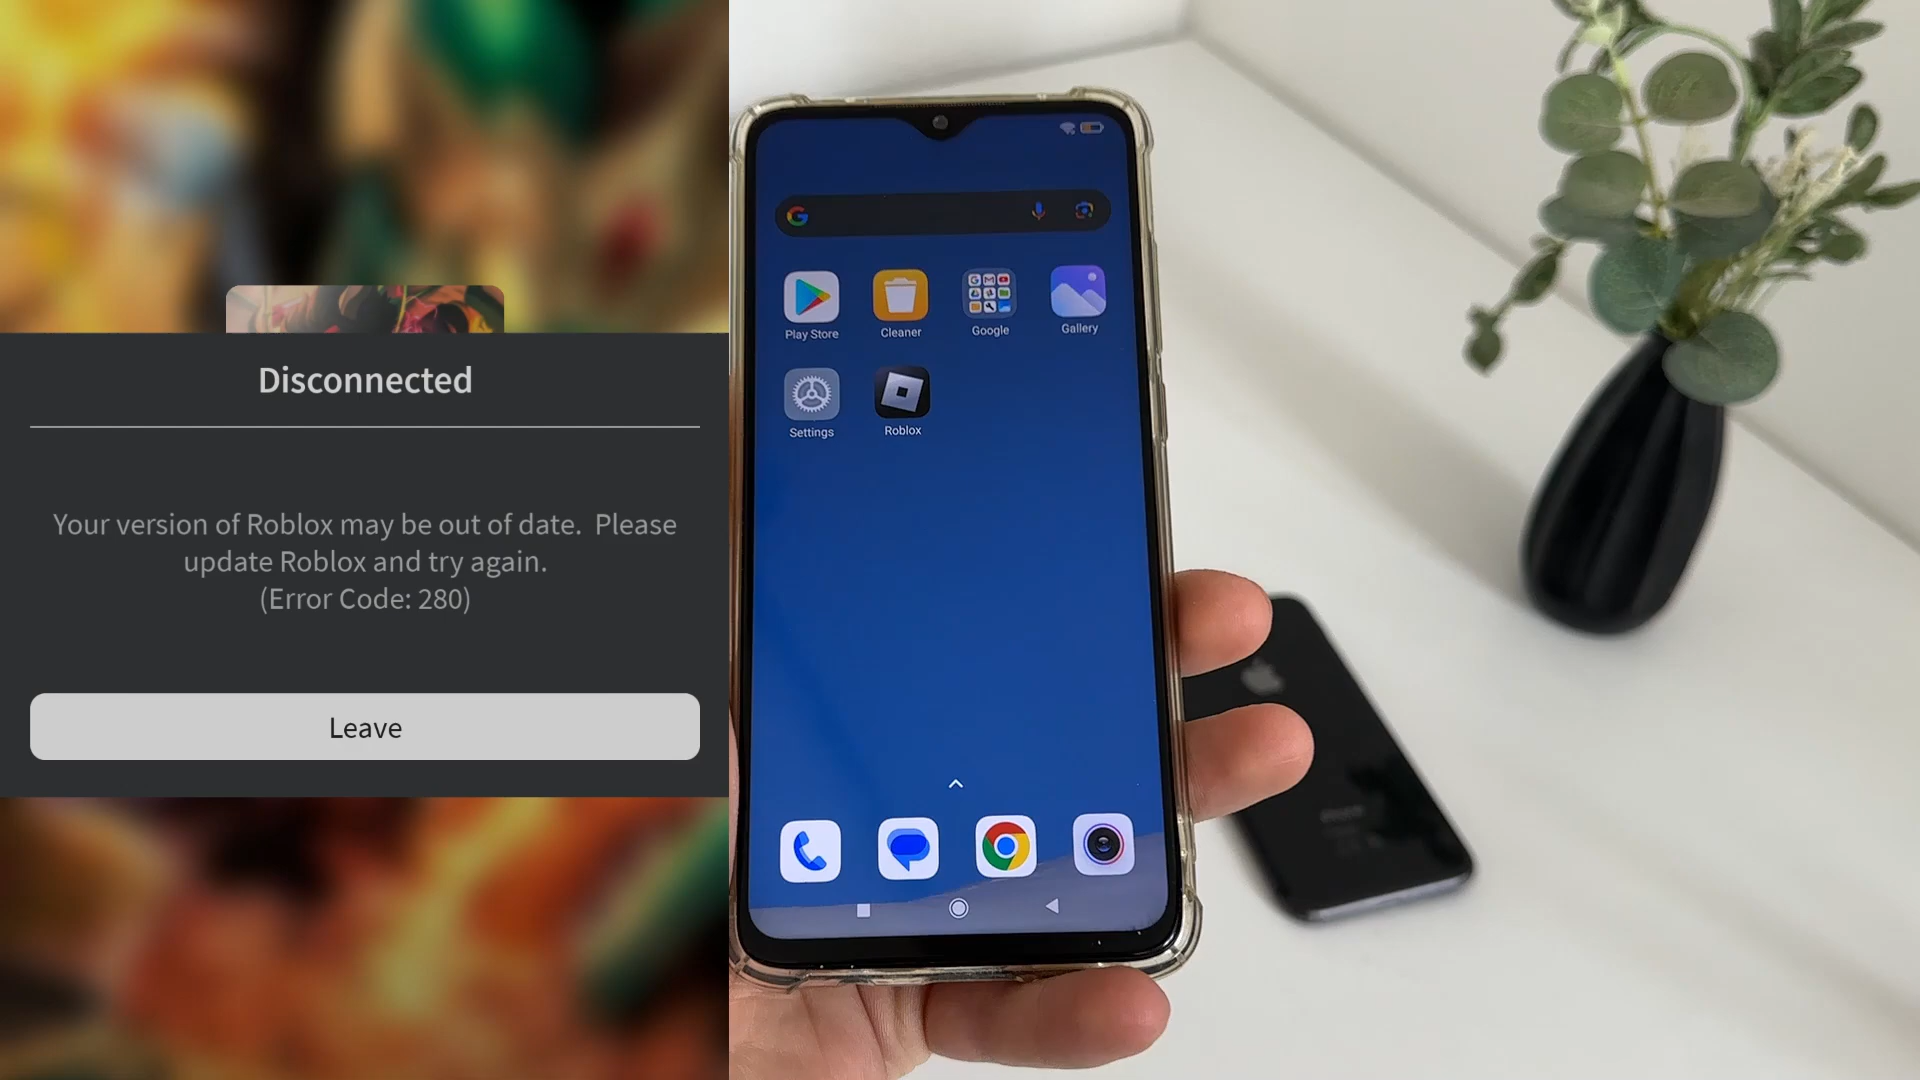 Disconnected
Your version of Roblox may be out of date.  Please
update Roblox and try again.
(Error Code: 280)
Leave
Play Store
Cleaner
Google
Gallery
Settings
Roblox